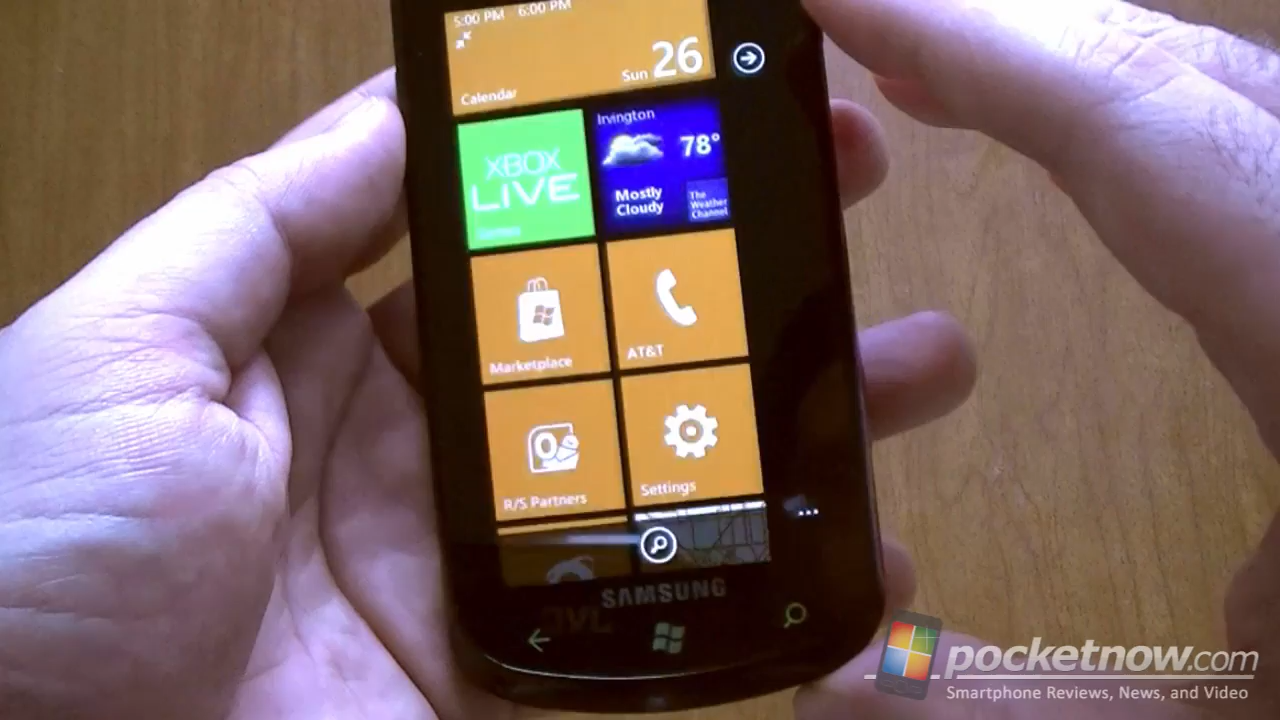 5:00 PM 6:00 PM
Sun 26
Calendar
Irvington
78°
Mostly
Cloudy
The
Weather
Channel
XBOX
LIVE
Marketplace
AT&T
R/S Partners
Settings
...
SAMSUNG
pocketnow.com
Smartphone Reviews, News, and Video